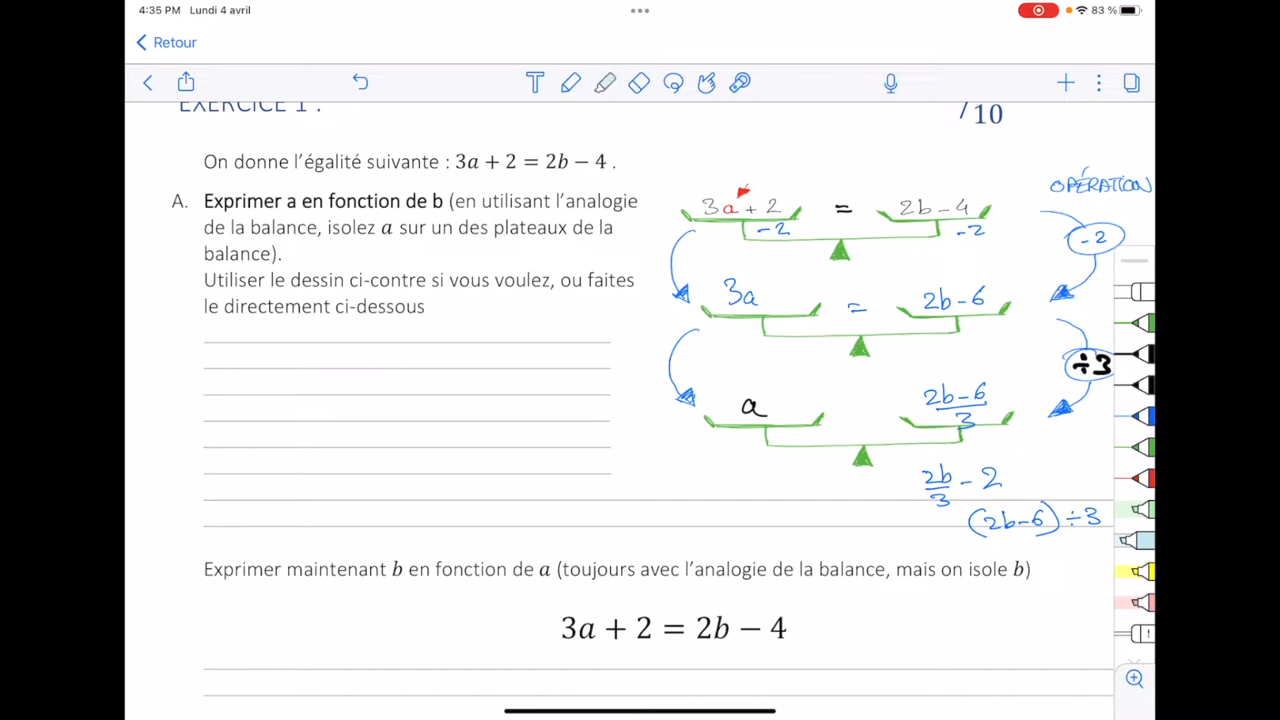 4:35 PM Lundi 4 avril
83 %
Retour
EXERCICE 1 :
/ 10
On donne l'égalité suivante : 3a + 2 = 2b − 4 .
A. Exprimer a en fonction de b (en utilisant l'analogie
de la balance, isolez a sur un des plateaux de la
balance).
Utiliser le dessin ci-contre si vous voulez, ou faites
le directement ci-dessous
OPÉRATION
3a + 2 = 2b − 4
−2 −2
−2
3a = 2b − 6
÷3
a
2b − 6
3
2b
3
− 2
(2b − 6) ÷ 3
Exprimer maintenant b en fonction de a (toujours avec l'analogie de la balance, mais on isole b)
3a + 2 = 2b − 4